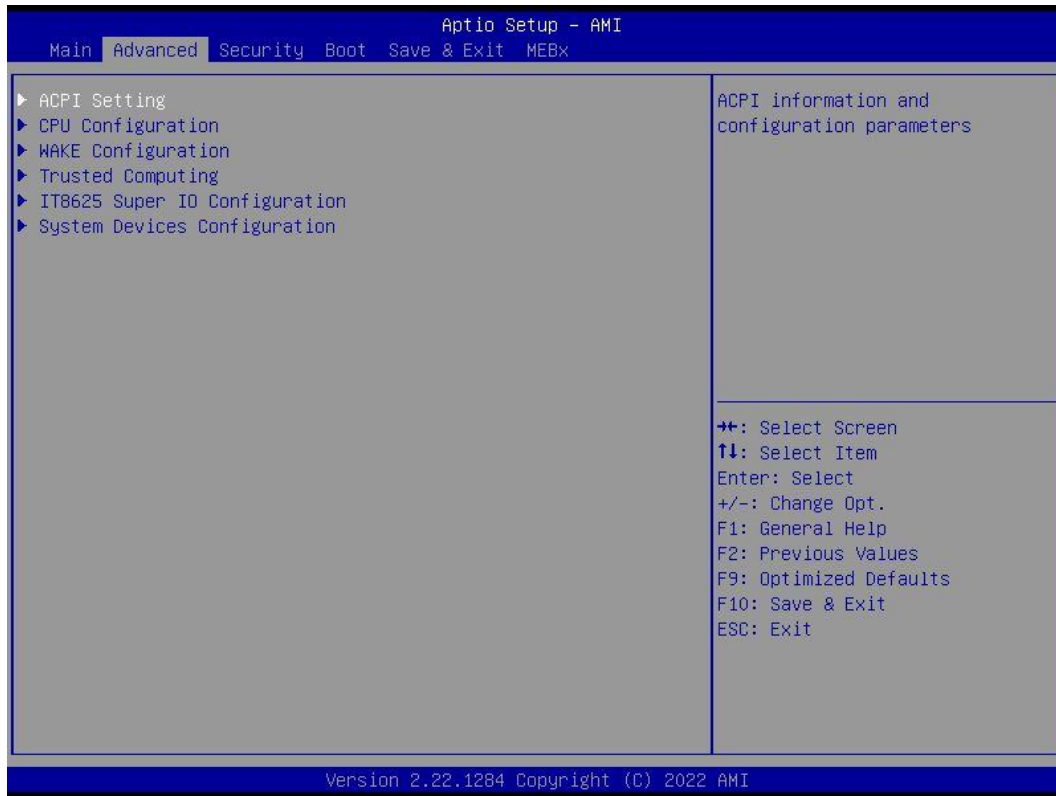 Aptio Setup – AMI
Main Advanced Security Boot Save & Exit MEBx
▶ ACPI Setting
▶ CPU Configuration
▶ WAKE Configuration
▶ Trusted Computing
▶ IT8625 Super IO Configuration
▶ System Devices Configuration
ACPI information and
configuration parameters
→←: Select Screen
↑↓: Select Item
Enter: Select
+/-: Change Opt.
F1: General Help
F2: Previous Values
F9: Optimized Defaults
F10: Save & Exit
ESC: Exit
Version 2.22.1284 Copyright (C) 2022 AMI